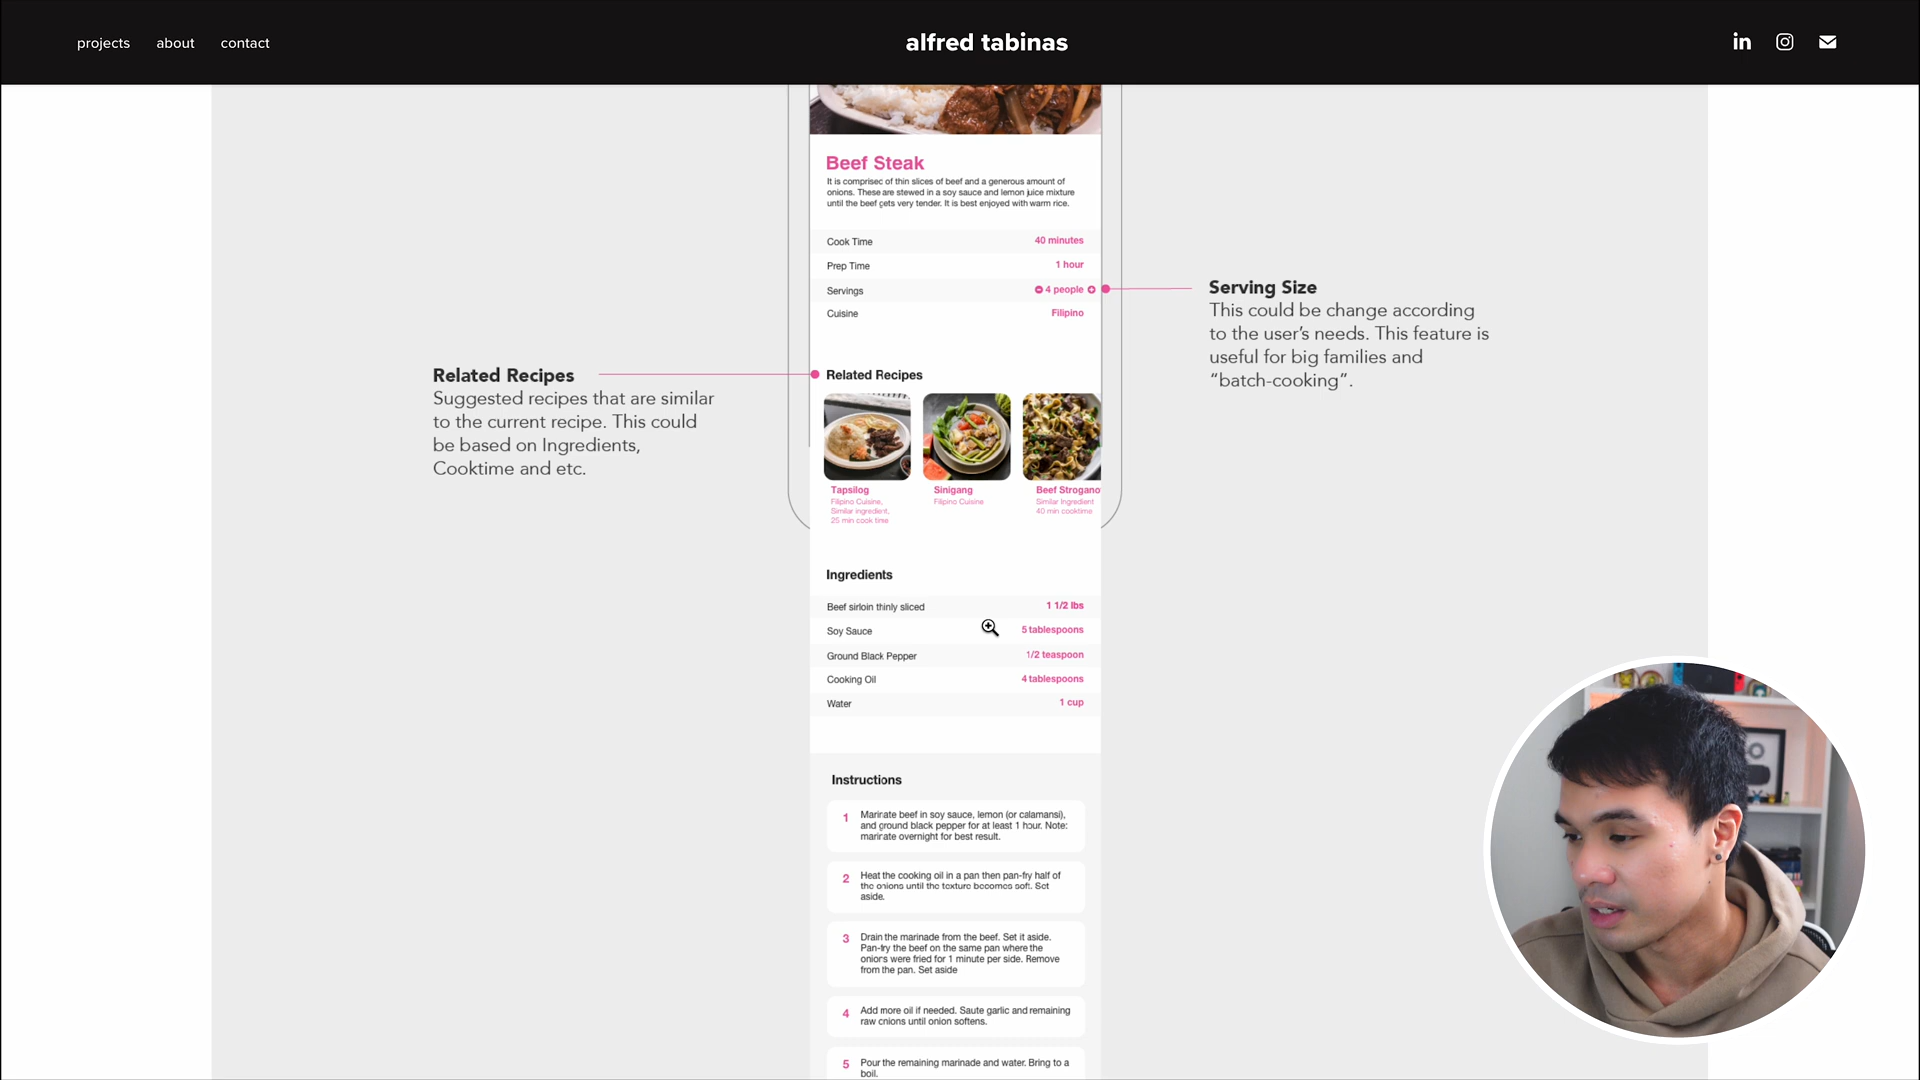 projects about contact
alfred tabinas
Beef Steak
It is comprised of thin slices of beef and a generous amount of
onions. These are stewed in a soy sauce and lemon juice mixture
until the beef gets very tender. It is best enjoyed with warm rice.
Cook Time 40 minutes
Prep Time 1 hour
Servings 4 people
Cuisine Filipino
Serving Size
This could be change according
to the user’s needs. This feature is
useful for big families and
“batch-cooking”.
Related Recipes
Suggested recipes that are similar
to the current recipe. This could
be based on Ingredients,
Cooktime and etc.
Related Recipes
Tapsilog
Filipino Cuisine,
Similar ingredient,
25 min cook time
Sinigang
Filipino Cuisine
Beef Strogano
Similar Ingredient
40 min cooktime
Ingredients
Beef sirloin thinly sliced 1 1/2 lbs
Soy Sauce 5 tablespoons
Ground Black Pepper 1/2 teaspoon
Cooking Oil 4 tablespoons
Water 1 cup
Instructions
1 Marinate beef in soy sauce, lemon (or calamansi),
and ground black pepper for at least 1 hour. Note:
marinate overnight for best result.
2 Heat the cooking oil in a pan then pan-fry half of
the onions until the texture becomes soft. Set
aside.
3 Drain the marinade from the beef. Set it aside.
Pan-fry the beef on the same pan where the
onions were fried for 1 minute per side. Remove
from the pan. Set aside
4 Add more oil if needed. Saute garlic and remaining
raw onions until onion softens.
5 Pour the remaining marinade and water. Bring to a
boil.